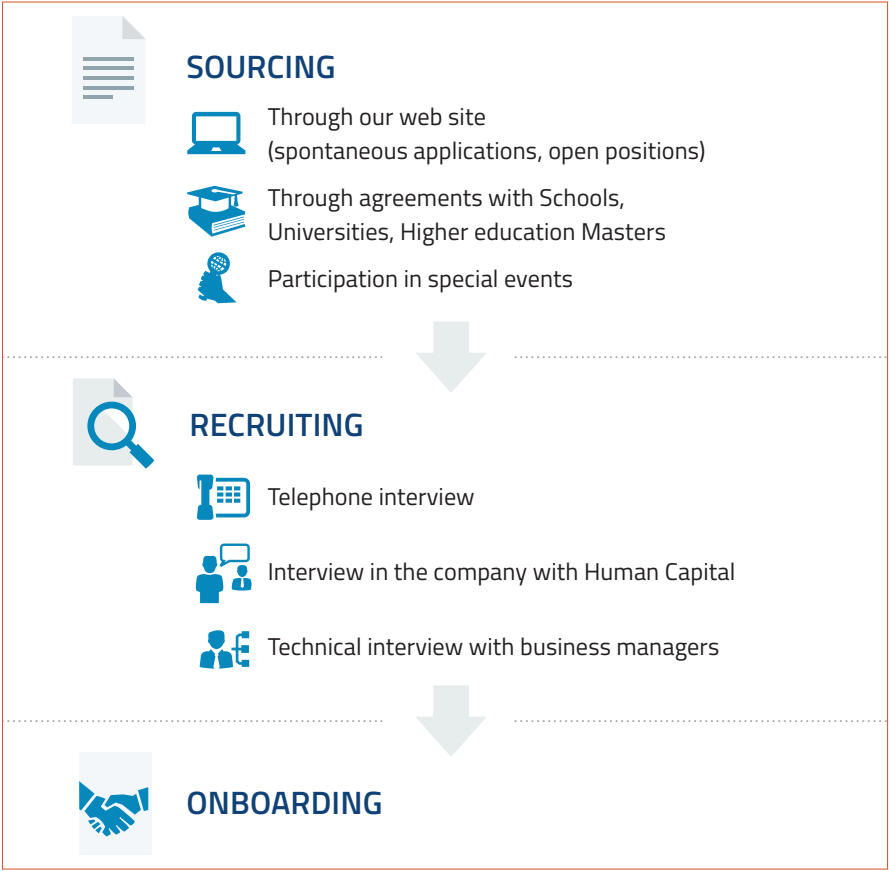 SOURCING
Through our web site
(spontaneous applications, open positions)
Through agreements with Schools,
Universities, Higher education Masters
Participation in special events
RECRUITING
Telephone interview
Interview in the company with Human Capital
Technical interview with business managers
ONBOARDING